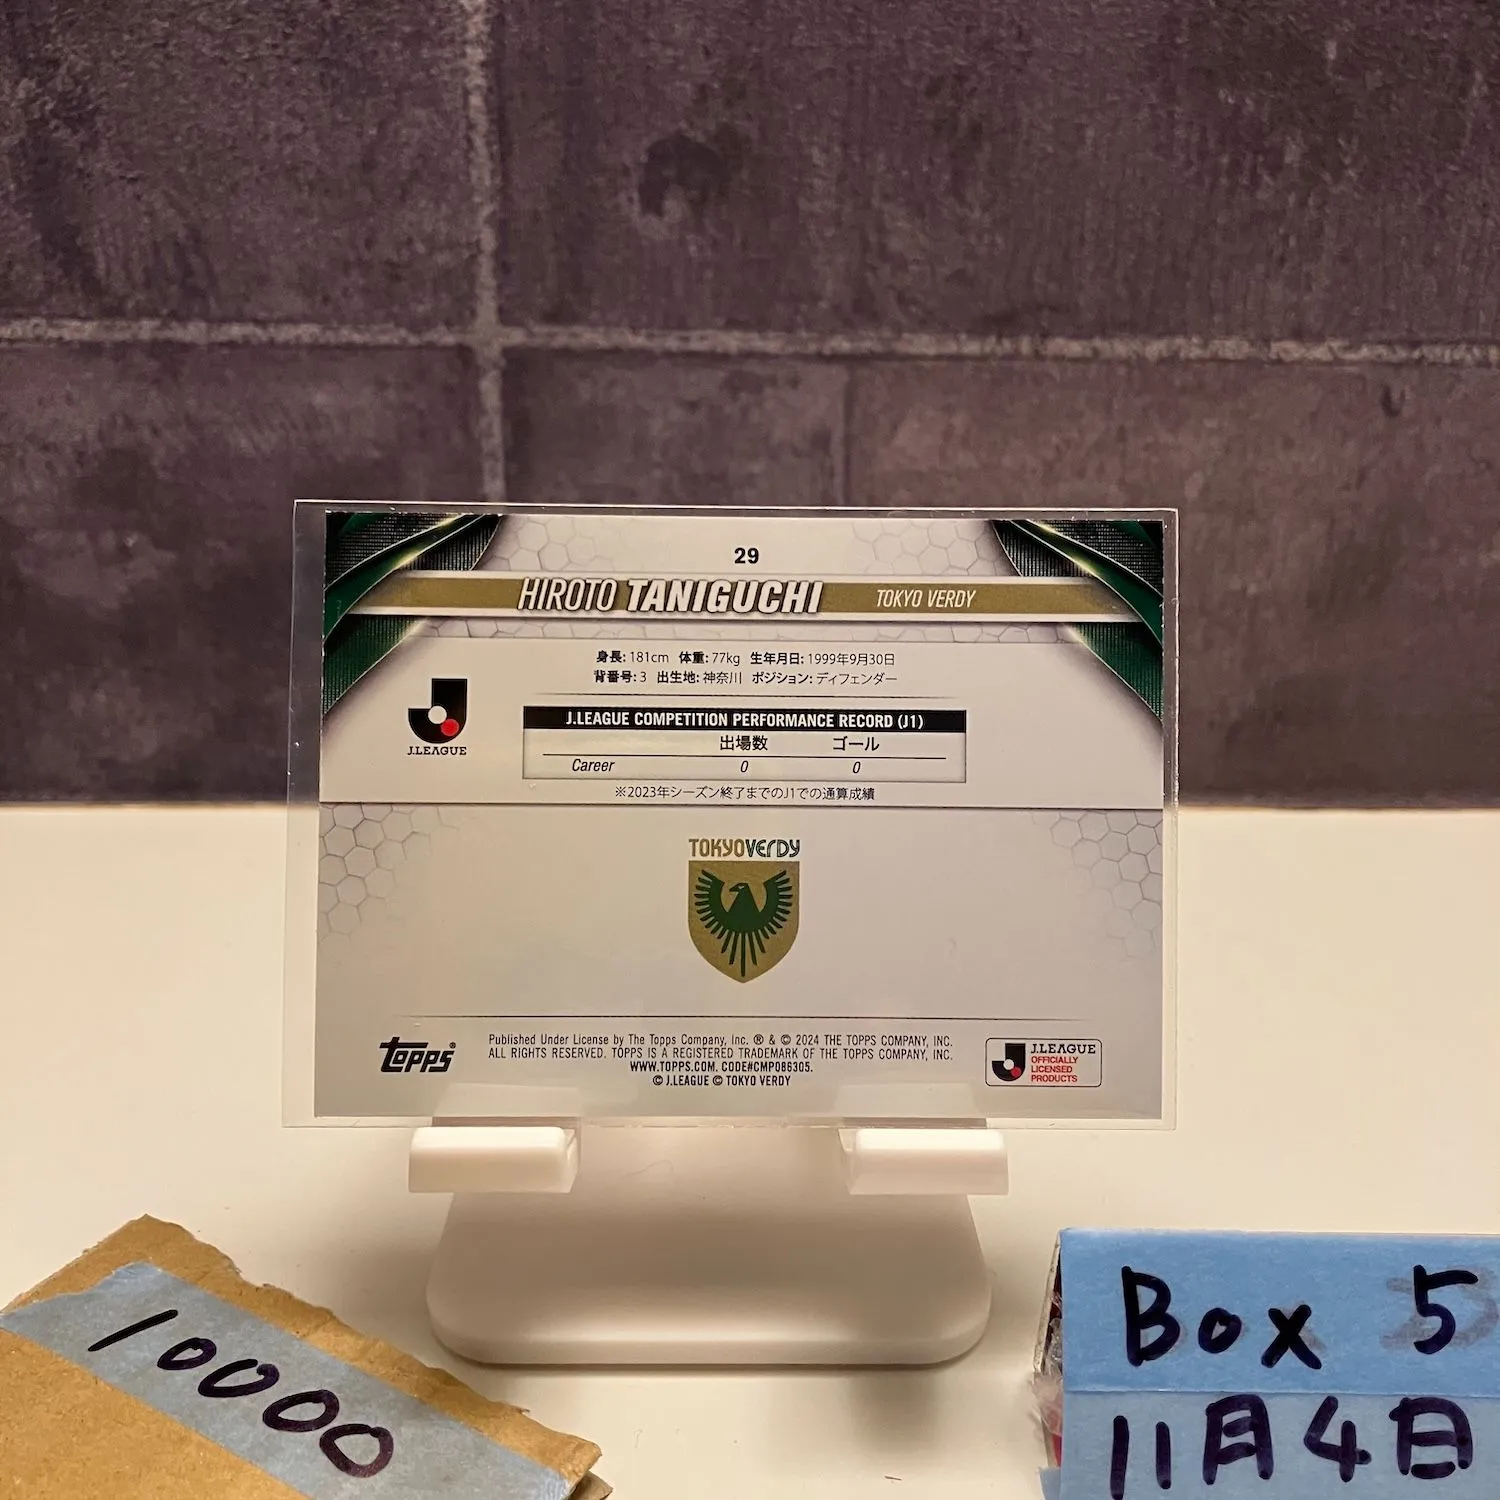 29
HIROTO TANIGUCHI TOKYO VERDY
身長: 181cm 体重: 77kg 生年月日: 1999年9月30日
背番号: 3 出生地: 神奈川 ポジション: ディフェンダー
J.LEAGUE
J.LEAGUE COMPETITION PERFORMANCE RECORD (J1)
出場数 ゴール
Career 0 0
※2023年シーズン終了までのJ1での通算成績
TOKYO VERDY
topps®
Published Under License by The Topps Company, Inc. ® & © 2024 THE TOPPS COMPANY, INC.
ALL RIGHTS RESERVED. TOPPS IS A REGISTERED TRADEMARK OF THE TOPPS COMPANY, INC.
WWW.TOPPS.COM. CODE#CMP086305.
© J.LEAGUE © TOKYO VERDY
J.LEAGUE
OFFICIALLY
LICENSED
PRODUCTS
10000
Box 5
11月4日